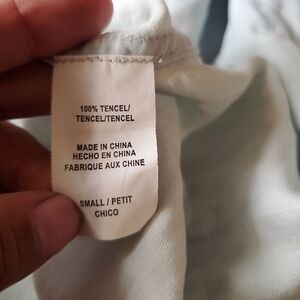 100% TENCEL/
TENCEL/TENCEL
MADE IN CHINA
HECHO EN CHINA
FABRIQUE AUX CHINE
SMALL / PETIT
CHICO